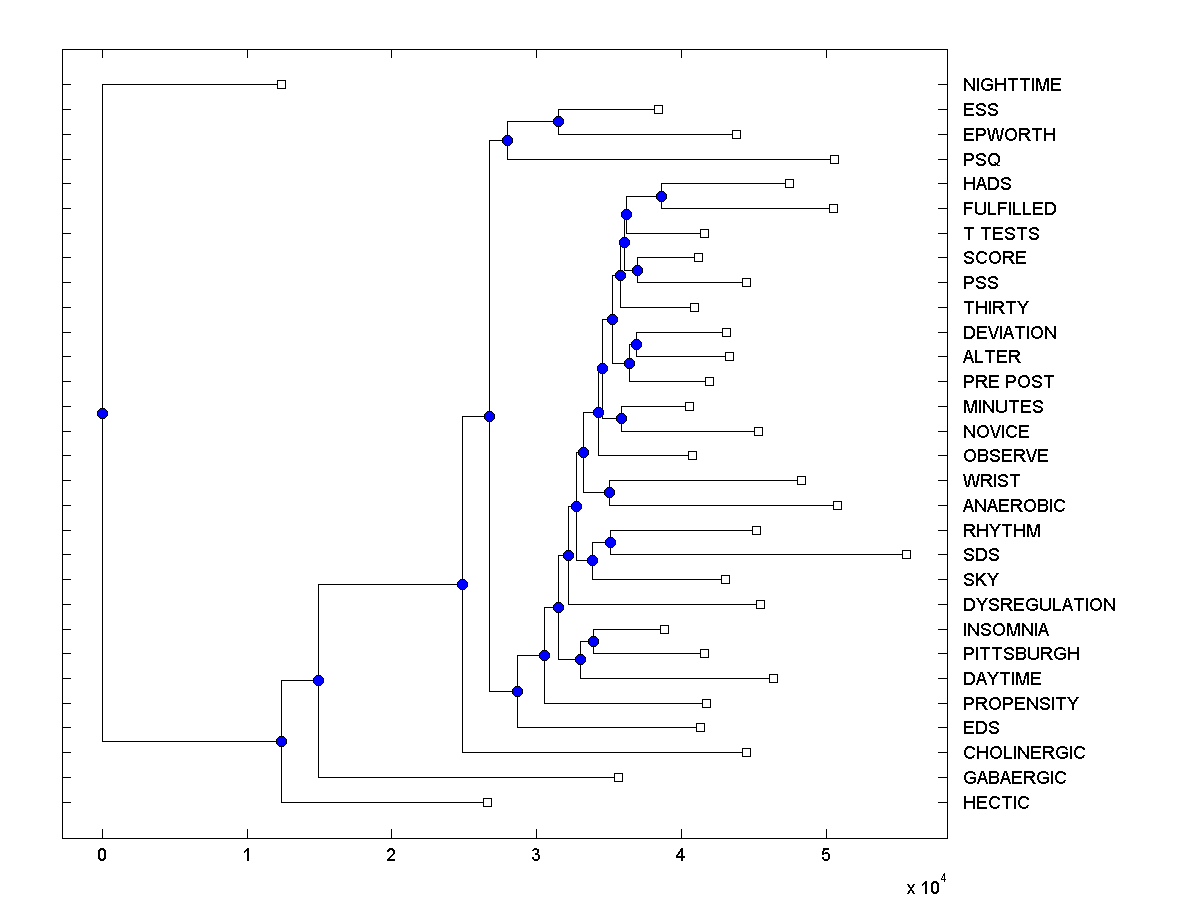 NIGHTTIME
ESS
EPWORTH
PSQ
HADS
FULFILLED
T TESTS
SCORE
PSS
THIRTY
DEVIATION
ALTER
PRE POST
MINUTES
NOVICE
OBSERVE
WRIST
ANAEROBIC
RHYTHM
SDS
SKY
DYSREGULATION
INSOMNIA
PITTSBURGH
DAYTIME
PROPENSITY
EDS
CHOLINERGIC
GABAERGIC
HECTIC
0 1 2 3 4 5
x 10^4